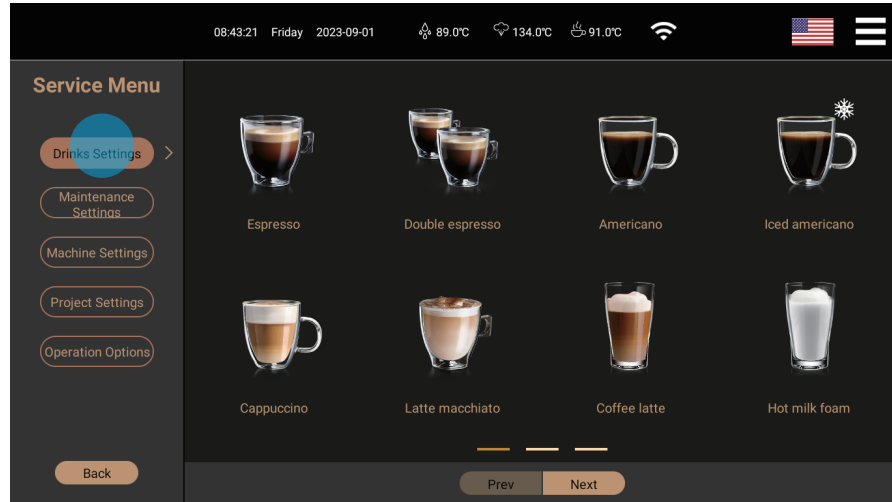 08:43:21 Friday 2023-09-01 89.0℃ 134.0℃ 91.0℃
Service Menu
Drinks Settings
Maintenance
Settings
Machine Settings
Project Settings
Operation Options
Back
Espresso Double espresso Americano Iced americano
Cappuccino Latte macchiato Coffee latte Hot milk foam
Prev Next